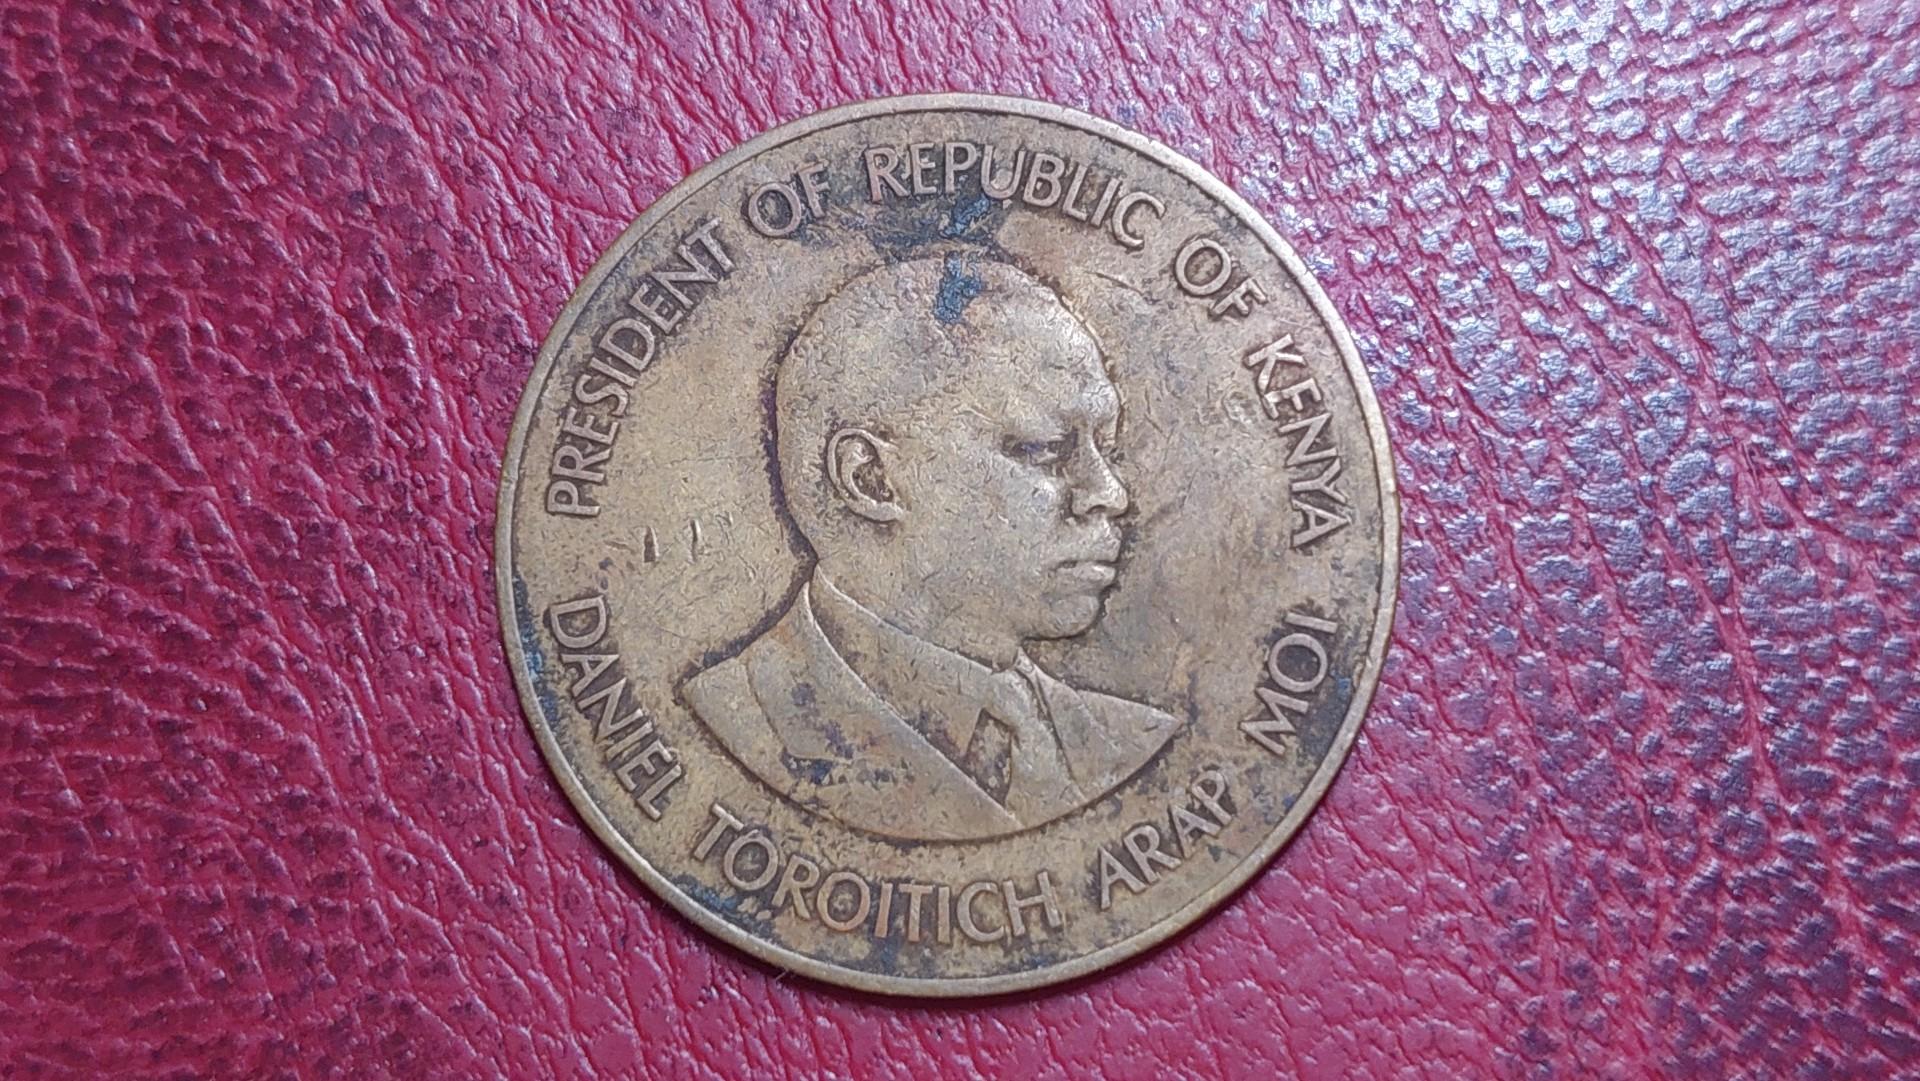 PRESIDENT OF REPUBLIC OF KENYA
DANIEL TOROITICH ARAP MOI